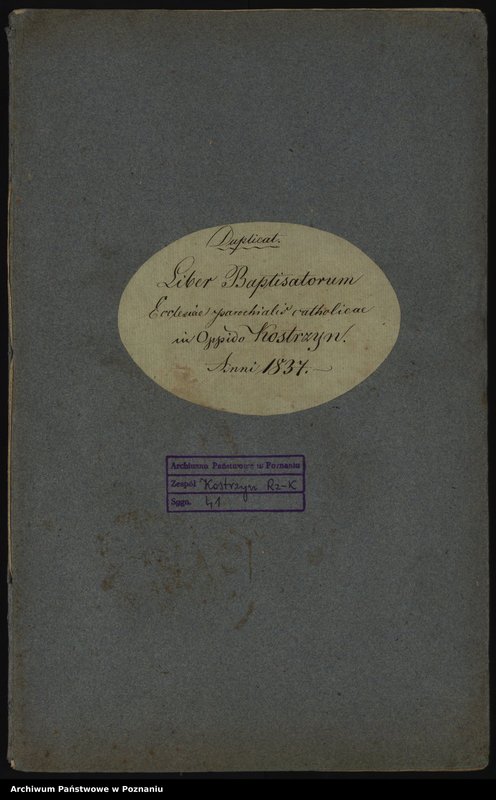 Duplicat.
Liber Baptisatorum
Ecclesiae parochialis catholicae
in Oppido Kostrzyn.
Anni 1837.
Archiwum Państwowe w Poznaniu
Zespół Kostrzyn Rz-K
Sygn. 41
Archiwum Państwowe w Poznaniu